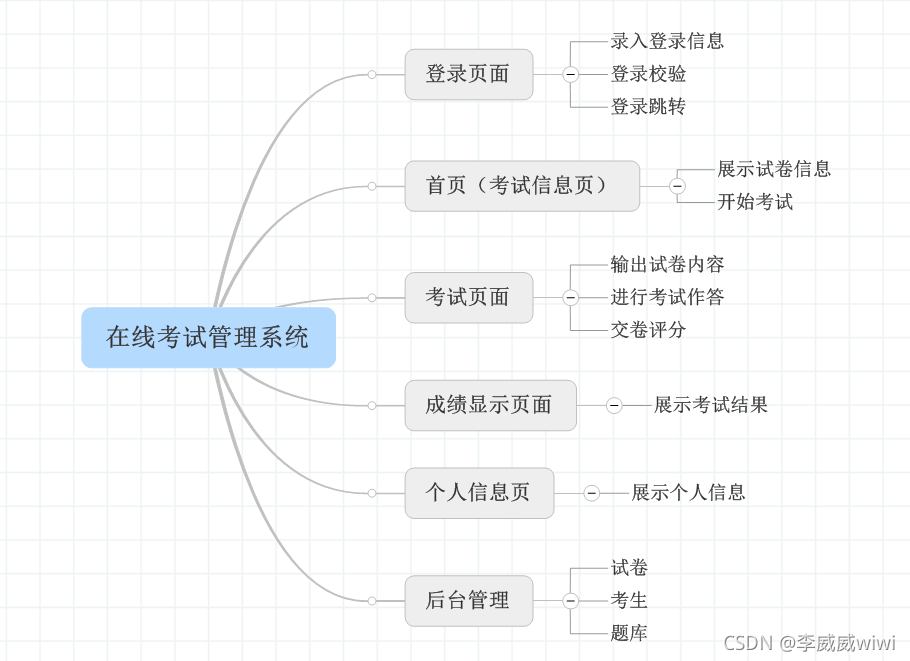 录入登录信息
登录页面
登录校验
登录跳转
首页（考试信息页）
展示试卷信息
开始考试
输出试卷内容
考试页面
进行考试作答
交卷评分
在线考试管理系统
成绩显示页面
展示考试结果
个人信息页
展示个人信息
试卷
后台管理
考生
题库
CSDN @李威威wiwi